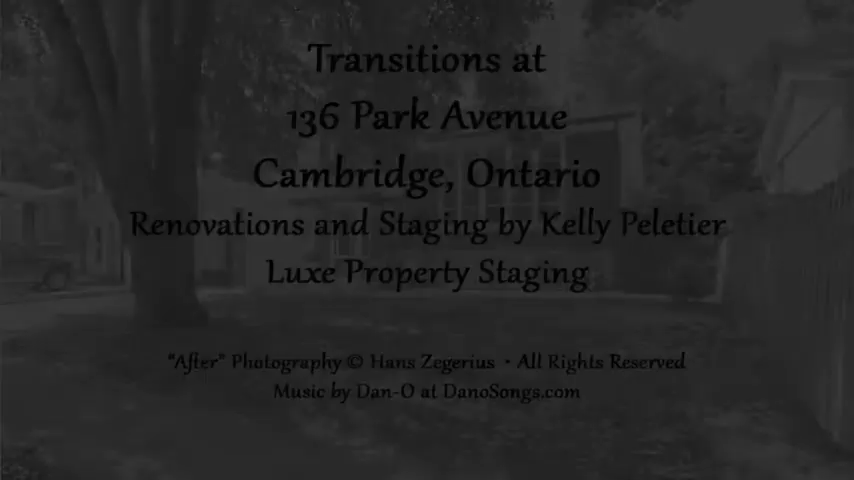 Transitions at
136 Park Avenue
Cambridge, Ontario
Renovations and Staging by Kelly Peletier
Luxe Property Staging
“After” Photography © Hans Zegerius • All Rights Reserved
Music by Dan-O at DanoSongs.com